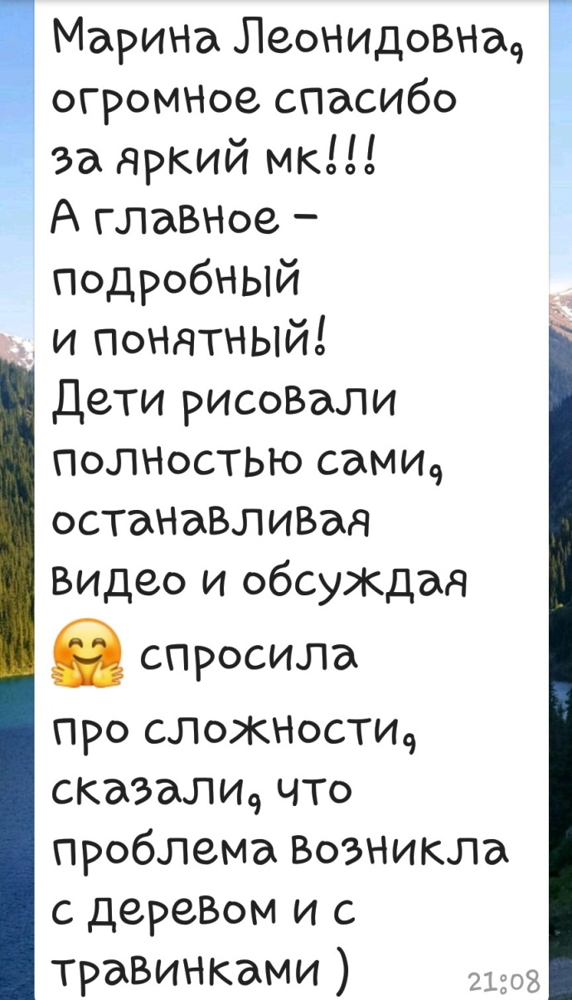 Марина Леонидовна,
огромное спасибо
за яркий мк!!!
А главное –
подробный
и понятный!
Дети рисовали
полностью сами,
останавливая
видео и обсуждая
🤗 спросила
про сложности,
сказали, что
проблема возникла
с деревом и с
травинками )
21:08